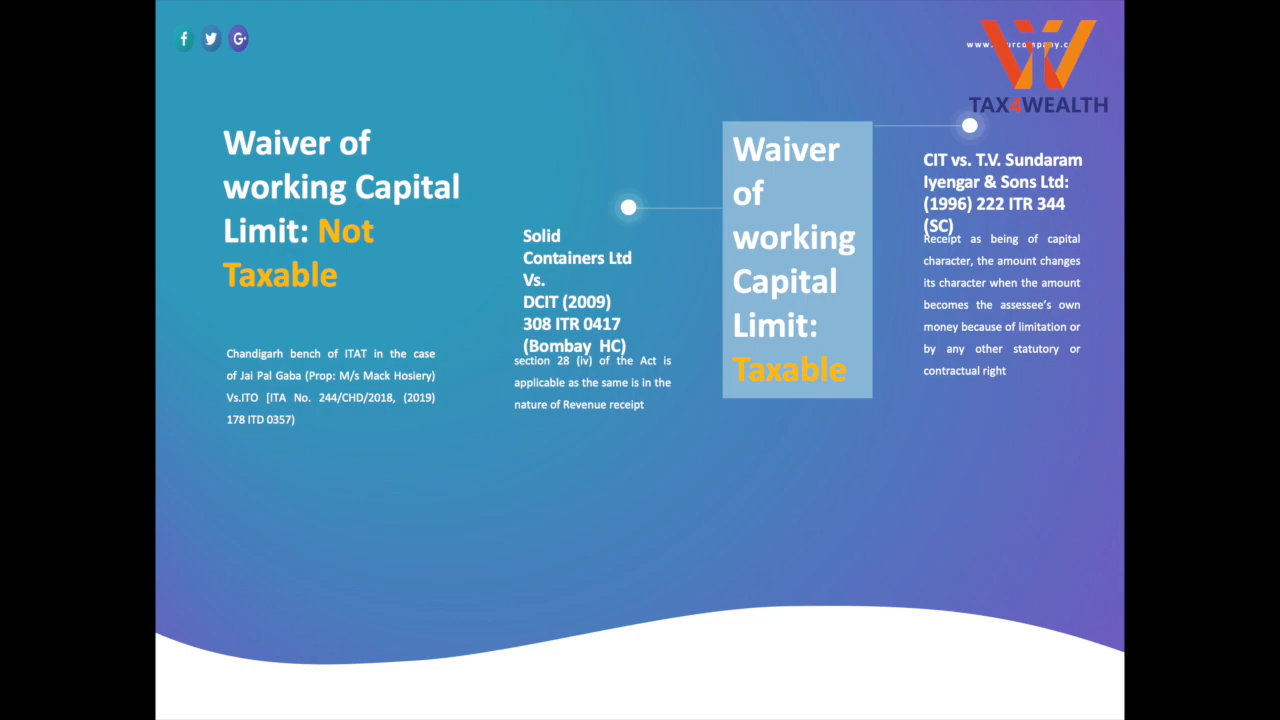 Waiver of
working Capital
Limit: Not
Taxable
Chandigarh bench of ITAT in the case
of Jai Pal Gaba (Prop: M/s Mack Hosiery)
Vs.ITO [ITA No. 244/CHD/2018, (2019)
178 ITD 0357)
Solid
Containers Ltd
Vs.
DCIT (2009)
308 ITR 0417
(Bombay HC)
section 28 (iv) of the Act is
applicable as the same is in the
nature of Revenue receipt
Waiver
of
working
Capital
Limit:
Taxable
TAX4WEALTH
CIT vs. T.V. Sundaram
Iyengar & Sons Ltd:
(1996) 222 ITR 344
(SC)
Receipt as being of capital
character, the amount changes
its character when the amount
becomes the assessee's own
money because of limitation or
by any other statutory or
contractual right